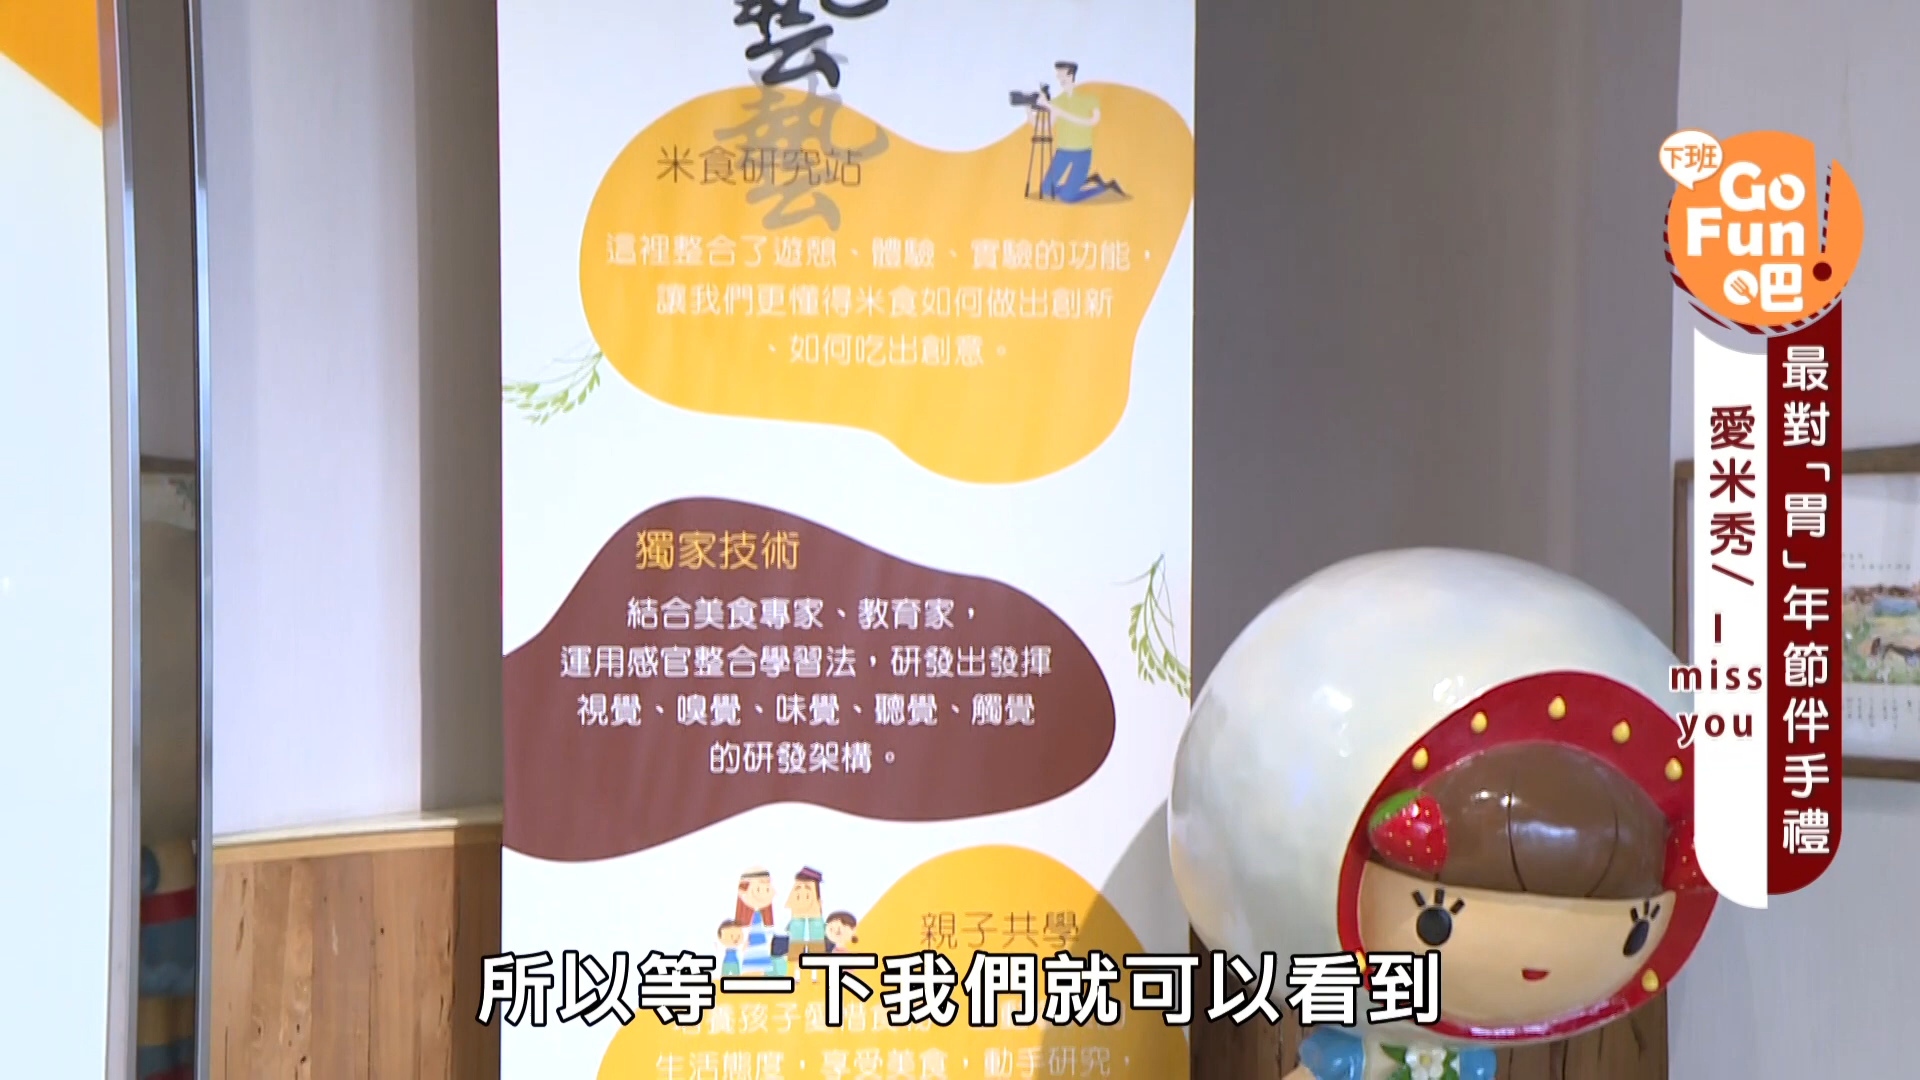 藝
藝
米食研究站
這裡整合了遊憩、體驗、實驗的功能，
讓我們更懂得米食如何做出創新
、如何吃出創意。
獨家技術
結合美食專家、教育家，
運用感官整合學習法，研發出發揮
視覺、嗅覺、味覺、聽覺、觸覺
的研發架構。
親子共學
生活態度，享受美食，動手研究，
所以等一下我們就可以看到
下班
Go
Fun
吧
最對「胃」年節伴手禮
愛米秀/
I
miss
you